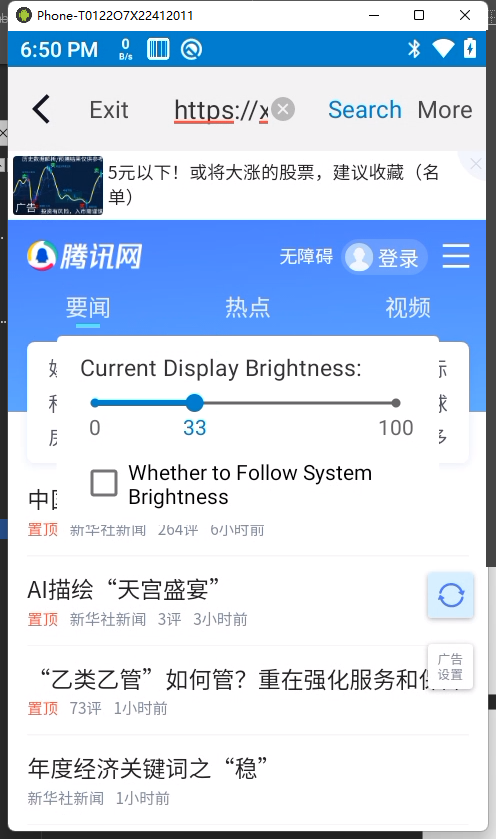 Phone-T0122O7X22412011
6:50 PM
0
B/s
Exit
https://x
Search
More
5元以下！或将大涨的股票，建议收藏（名
单）
广告
腾讯网
无障碍
登录
要闻
热点
视频
Current Display Brightness:
0
33
100
Whether to Follow System
Brightness
中国
置顶 新华社新闻 264评 6小时前
AI描绘“天宫盛宴”
置顶 新华社新闻 3评 3小时前
广告
设置
“乙类乙管”如何管？重在强化服务和保
置顶 73评 1小时前
年度经济关键词之“稳”
新华社新闻 1小时前